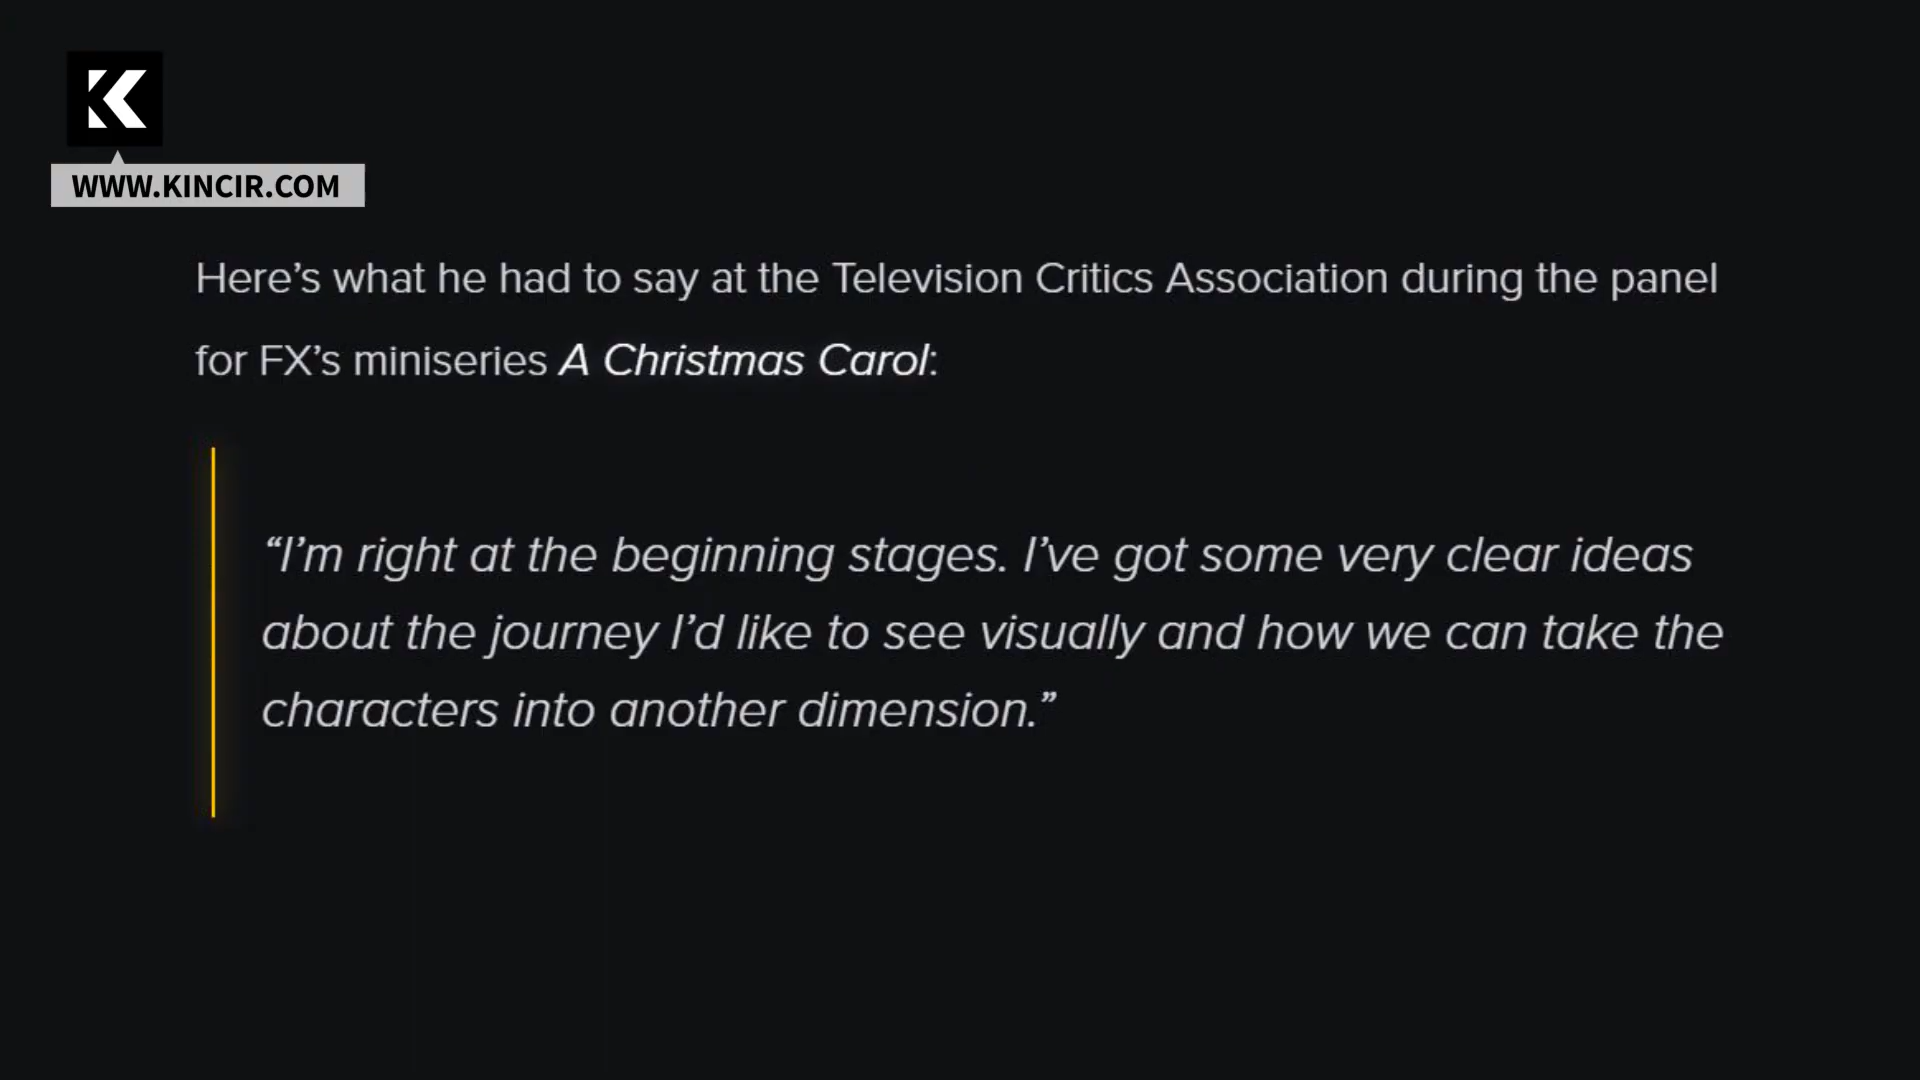 K
WWW.KINCIR.COM
Here’s what he had to say at the Television Critics Association during the panel
for FX’s miniseries A Christmas Carol:
“I’m right at the beginning stages. I’ve got some very clear ideas
about the journey I’d like to see visually and how we can take the
characters into another dimension.”